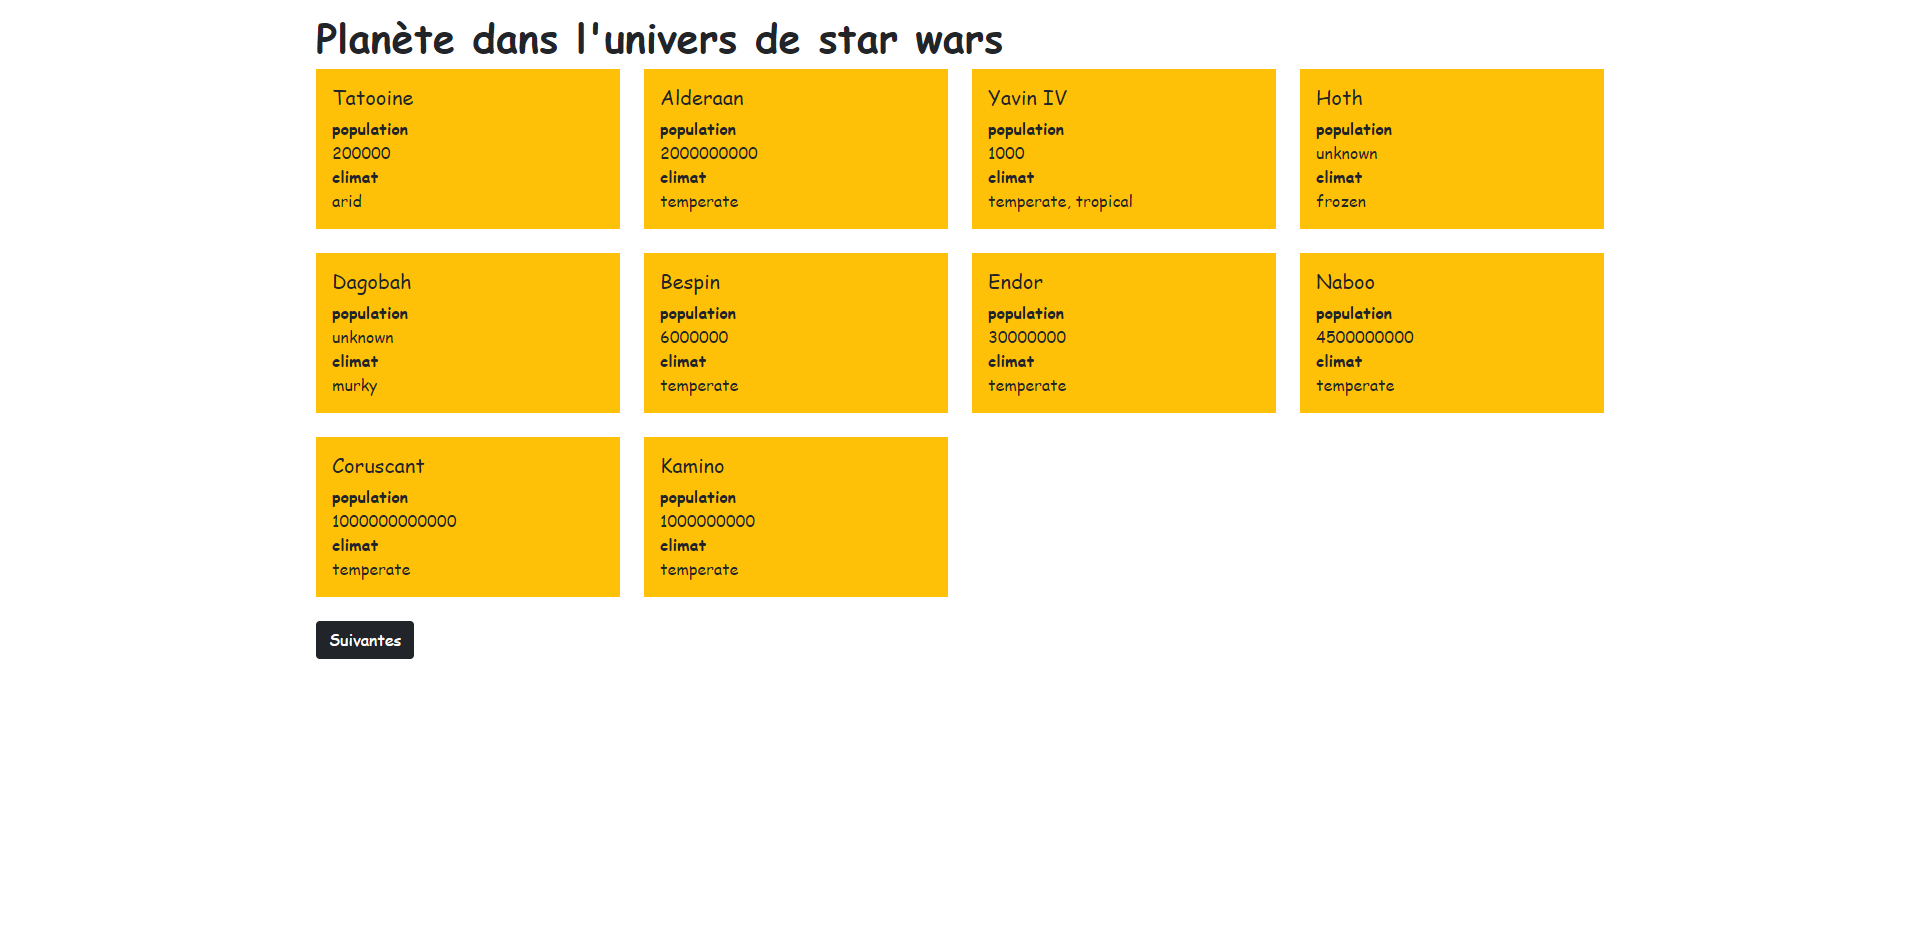 Planète dans l'univers de star wars
Tatooine
population
200000
climat
arid
Alderaan
population
2000000000
climat
temperate
Yavin IV
population
1000
climat
temperate, tropical
Hoth
population
unknown
climat
frozen
Dagobah
population
unknown
climat
murky
Bespin
population
6000000
climat
temperate
Endor
population
30000000
climat
temperate
Naboo
population
4500000000
climat
temperate
Coruscant
population
1000000000000
climat
temperate
Kamino
population
1000000000
climat
temperate
Suivantes